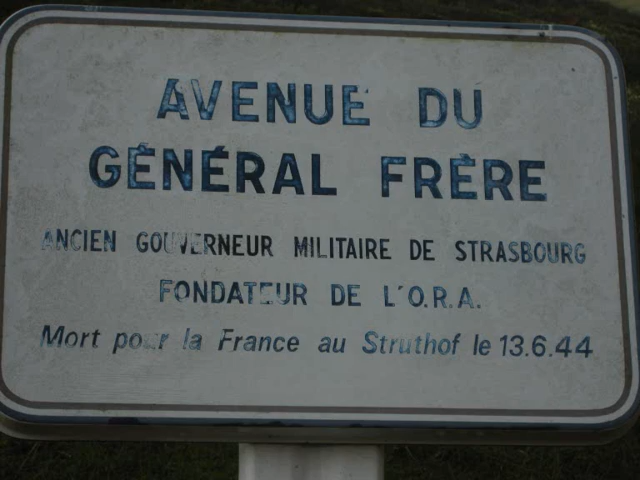 AVENUE DU
GÉNÉRAL FRÈRE
ANCIEN GOUVERNEUR MILITAIRE DE STRASBOURG
FONDATEUR DE L'O.R.A.
Mort pour la France au Struthof le 13.6.44